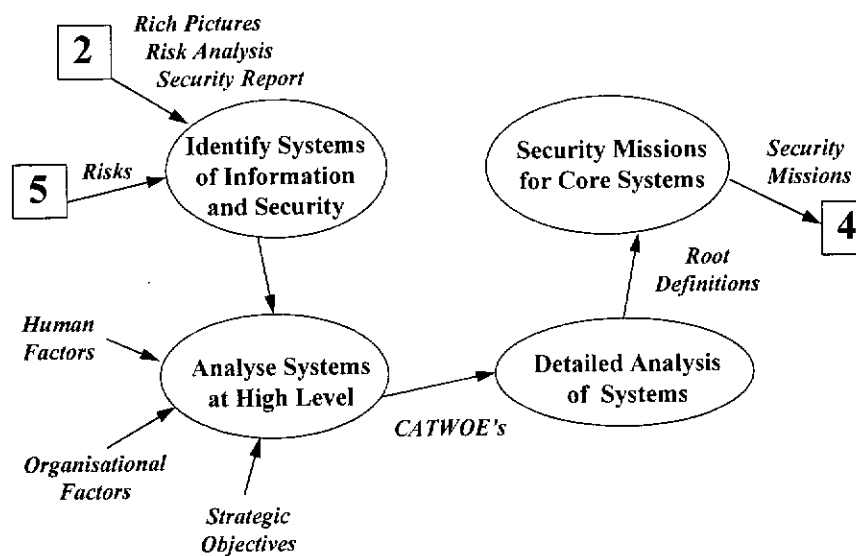 2
Rich Pictures
Risk Analysis
Security Report
Identify Systems
of Information
and Security
5
Risks
Security Missions
for Core Systems
Security
Missions
4
Root
Definitions
Human
Factors
Analyse Systems
at High Level
CATWOE's
Detailed Analysis
of Systems
Organisational
Factors
Strategic
Objectives